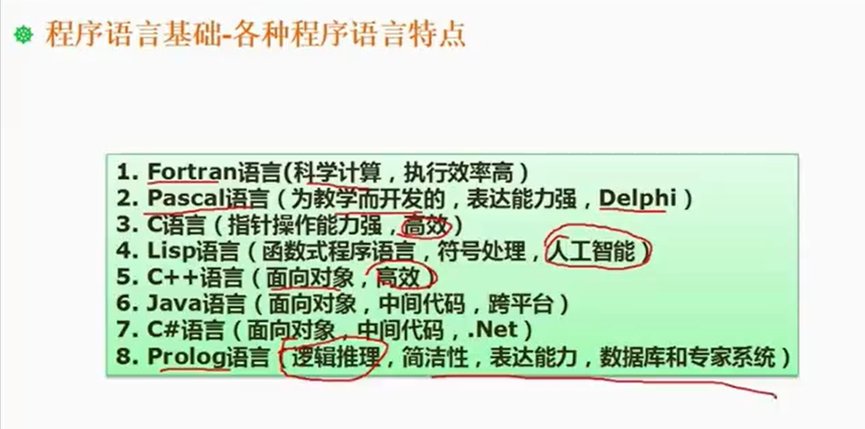 程序语言基础-各种程序语言特点
1. Fortran语言(科学计算，执行效率高）
2. Pascal语言（为教学而开发的，表达能力强，Delphi）
3. C语言（指针操作能力强，高效）
4. Lisp语言（函数式程序语言，符号处理，人工智能）
5. C++语言（面向对象，高效）
6. Java语言（面向对象，中间代码，跨平台）
7. C#语言（面向对象，中间代码，.Net）
8. Prolog语言（逻辑推理，简洁性，表达能力，数据库和专家系统）